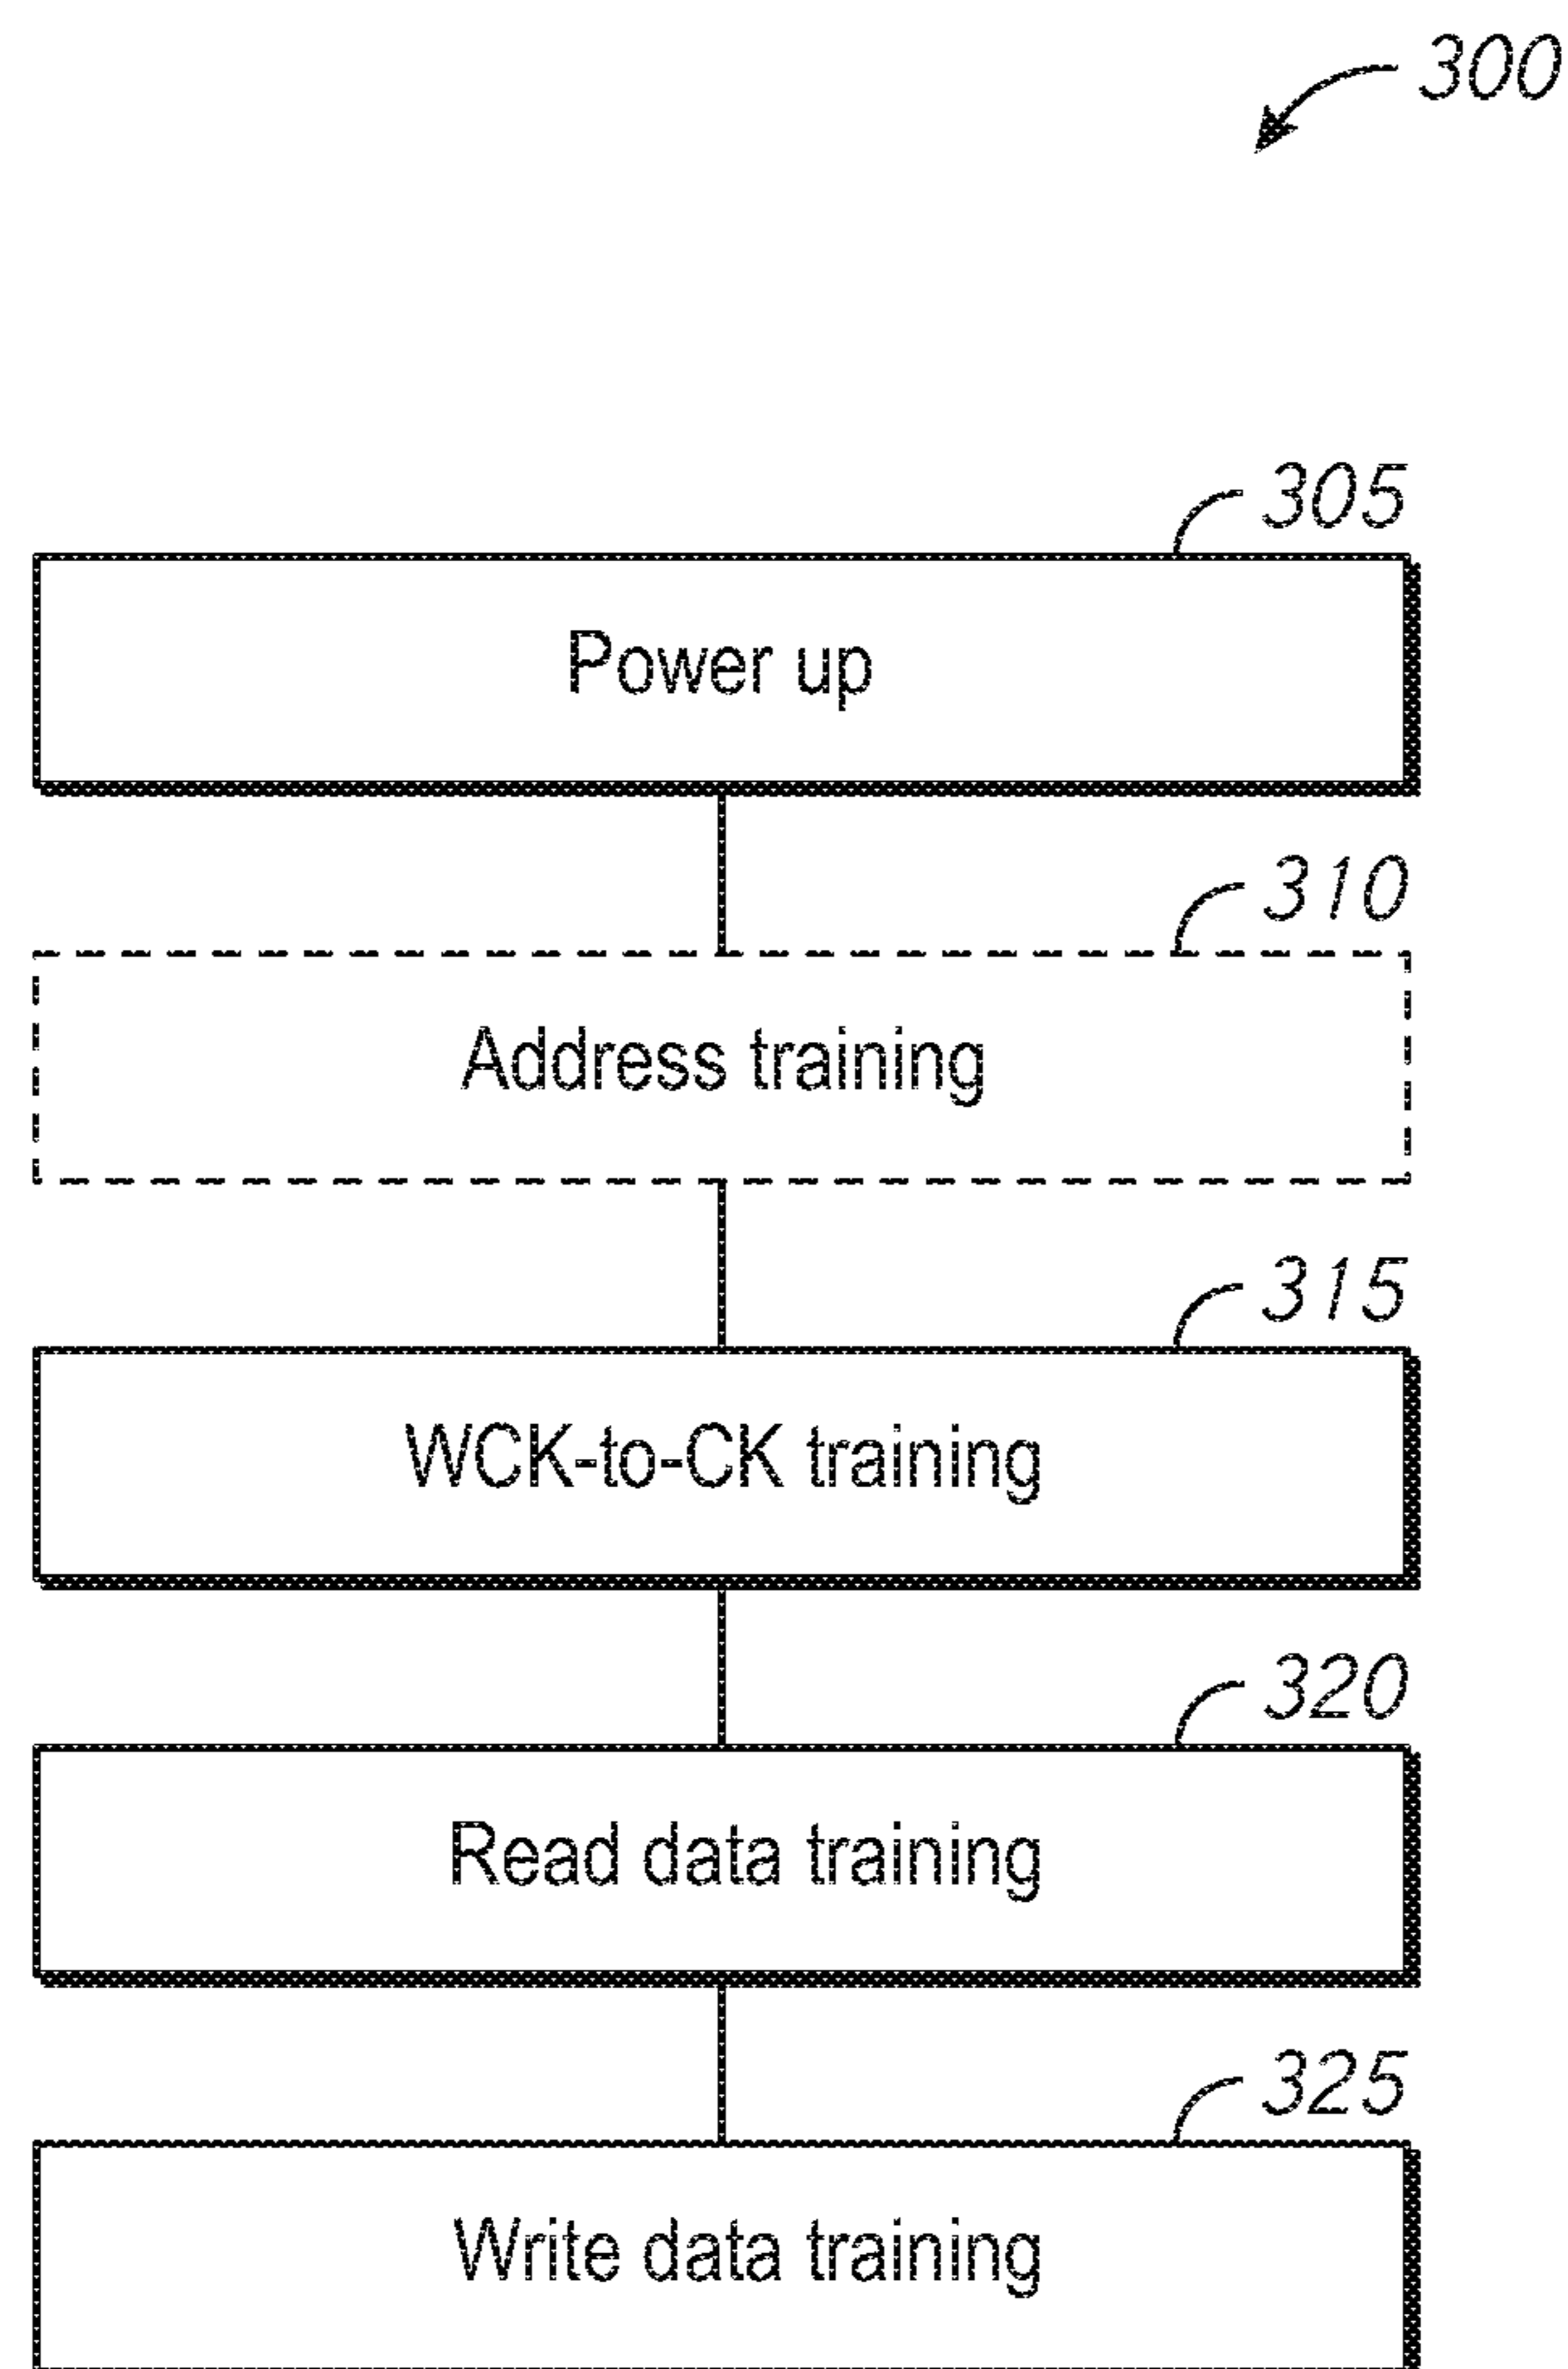 300
305
Power up
310
Address training
315
WCK-to-CK training
320
Read data training
325
Write data training